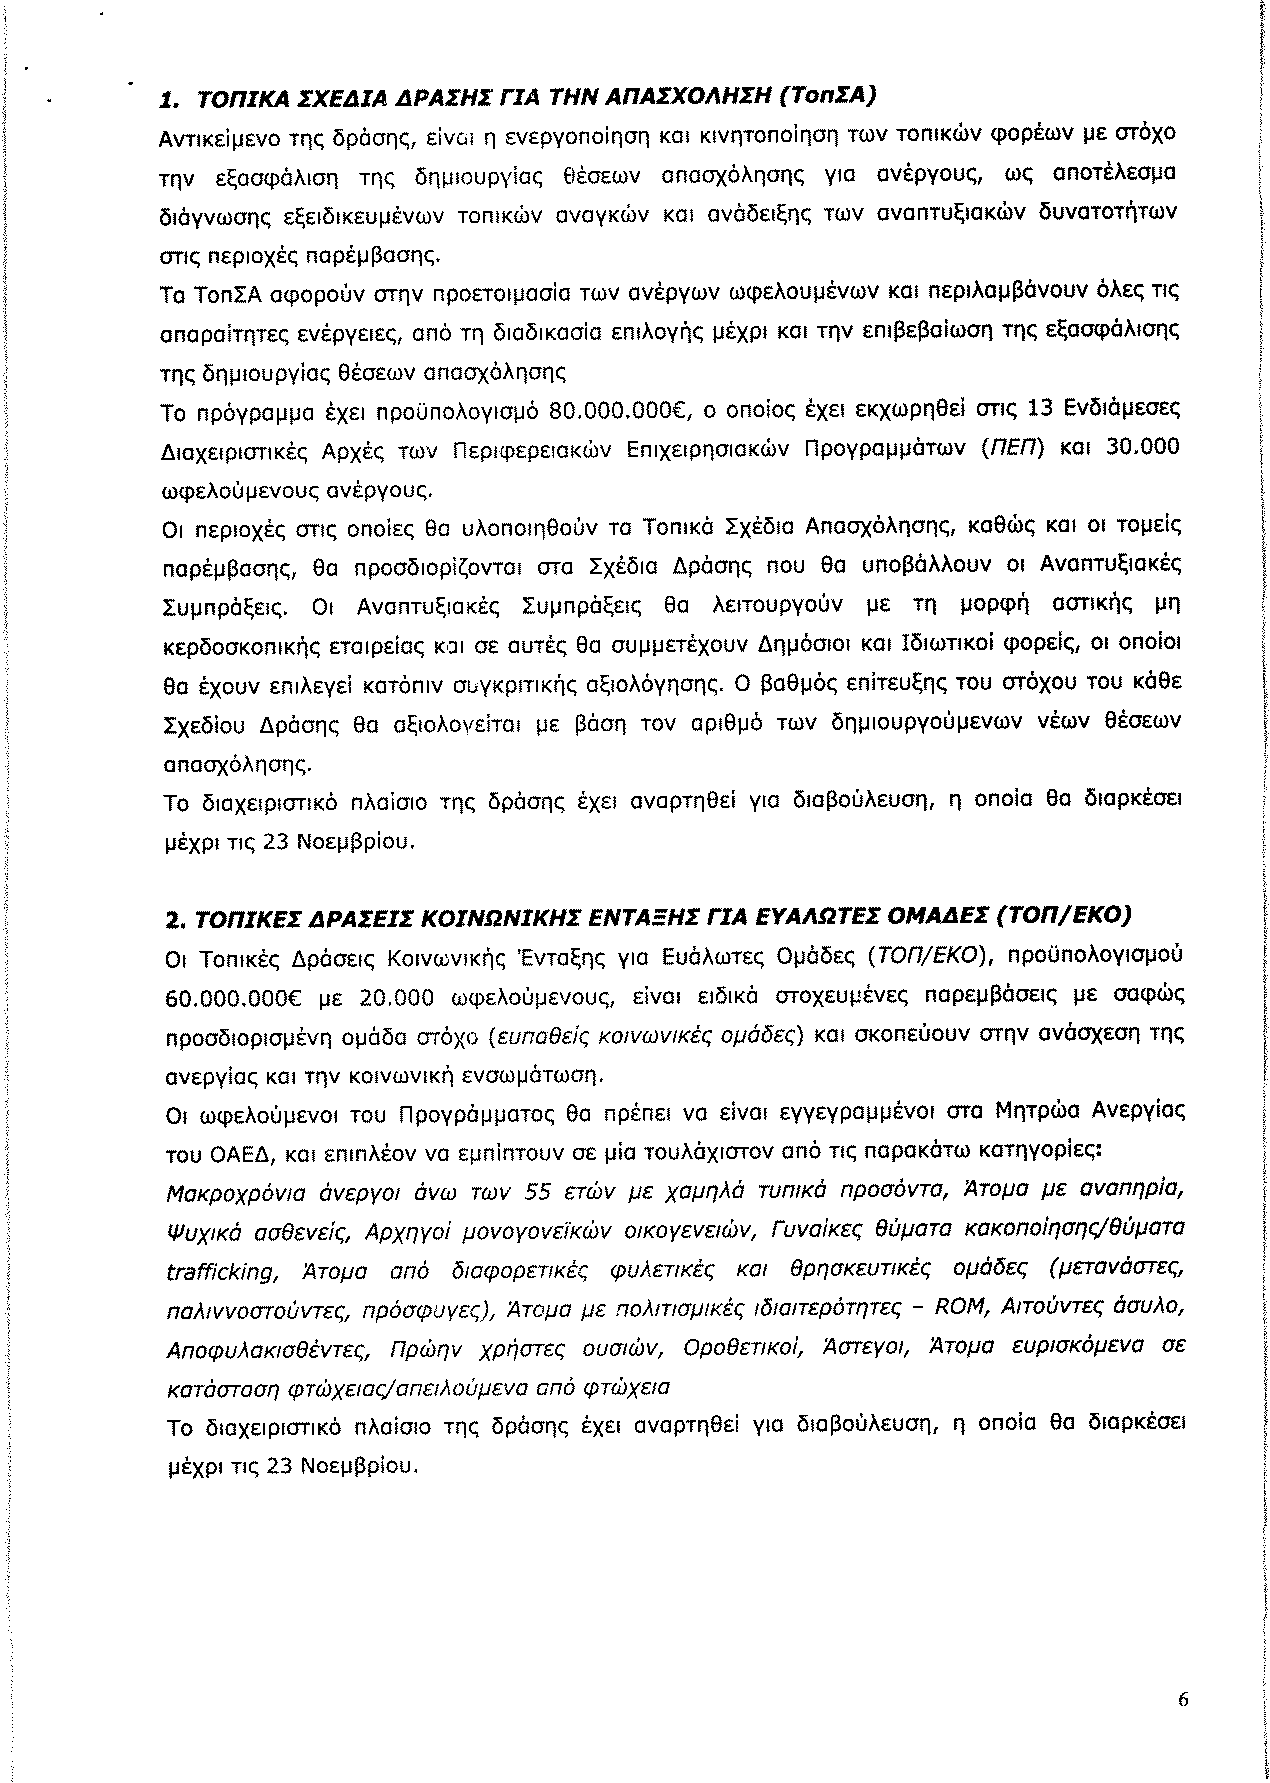 1. ΤΟΠΙΚΑ ΣΧΕΔΙΑ ΔΡΑΣΗΣ ΓΙΑ ΤΗΝ ΑΠΑΣΧΟΛΗΣΗ (ΤοπΣΑ)
Αντικείμενο της δράσης, είναι η ενεργοποίηση και κινητοποίηση των τοπικών φορέων με στόχο
την εξασφάλιση της δημιουργίας θέσεων απασχόλησης για ανέργους, ως αποτέλεσμα
διάγνωσης εξειδικευμένων τοπικών αναγκών και ανάδειξης των αναπτυξιακών δυνατοτήτων
στις περιοχές παρέμβασης.
Τα ΤοπΣΑ αφορούν στην προετοιμασία των ανέργων ωφελουμένων και περιλαμβάνουν όλες τις
απαραίτητες ενέργειες, από τη διαδικασία επιλογής μέχρι και την επιβεβαίωση της εξασφάλισης
της δημιουργίας θέσεων απασχόλησης
Το πρόγραμμα έχει προϋπολογισμό 80.000.000€, ο οποίος έχει εκχωρηθεί στις 13 Ενδιάμεσες
Διαχειριστικές Αρχές των Περιφερειακών Επιχειρησιακών Προγραμμάτων (ΠΕΠ) και 30.000
ωφελούμενους ανέργους.
Οι περιοχές στις οποίες θα υλοποιηθούν τα Τοπικά Σχέδια Απασχόλησης, καθώς και οι τομείς
παρέμβασης, θα προσδιορίζονται στα Σχέδια Δράσης που θα υποβάλλουν οι Αναπτυξιακές
Συμπράξεις. Οι Αναπτυξιακές Συμπράξεις θα λειτουργούν με τη μορφή αστικής μη
κερδοσκοπικής εταιρείας και σε αυτές θα συμμετέχουν Δημόσιοι και Ιδιωτικοί φορείς, οι οποίοι
θα έχουν επιλεγεί κατόπιν συγκριτικής αξιολόγησης. Ο βαθμός επίτευξης του στόχου του κάθε
Σχεδίου Δράσης θα αξιολογείται με βάση τον αριθμό των δημιουργούμενων νέων θέσεων
απασχόλησης.
Το διαχειριστικό πλαίσιο της δράσης έχει αναρτηθεί για διαβούλευση, η οποία θα διαρκέσει
μέχρι τις 23 Νοεμβρίου.
2. ΤΟΠΙΚΕΣ ΔΡΑΣΕΙΣ ΚΟΙΝΩΝΙΚΗΣ ΕΝΤΑΞΗΣ ΓΙΑ ΕΥΑΛΩΤΕΣ ΟΜΑΔΕΣ (ΤΟΠ/ΕΚΟ)
Οι Τοπικές Δράσεις Κοινωνικής Ένταξης για Ευάλωτες Ομάδες (ΤΟΠ/ΕΚΟ), προϋπολογισμού
60.000.000€ με 20.000 ωφελούμενους, είναι ειδικά στοχευμένες παρεμβάσεις με σαφώς
προσδιορισμένη ομάδα στόχο (ευπαθείς κοινωνικές ομάδες) και σκοπεύουν στην ανάσχεση της
ανεργίας και την κοινωνική ενσωμάτωση.
Οι ωφελούμενοι του Προγράμματος θα πρέπει να είναι εγγεγραμμένοι στα Μητρώα Ανεργίας
του ΟΑΕΔ, και επιπλέον να εμπίπτουν σε μία τουλάχιστον από τις παρακάτω κατηγορίες:
Μακροχρόνια άνεργοι άνω των 55 ετών με χαμηλά τυπικά προσόντα, Άτομα με αναπηρία,
Ψυχικά ασθενείς, Αρχηγοί μονογονεϊκών οικογενειών, Γυναίκες θύματα κακοποίησης/θύματα
trafficking, Άτομα από διαφορετικές φυλετικές και θρησκευτικές ομάδες (μετανάστες,
παλιννοστούντες, πρόσφυγες), Άτομα με πολιτισμικές ιδιαιτερότητες – ROM, Αιτούντες άσυλο,
Αποφυλακισθέντες, Πρώην χρήστες ουσιών, Οροθετικοί, Άστεγοι, Άτομα ευρισκόμενα σε
κατάσταση φτώχειας/απειλούμενα από φτώχεια
Το διαχειριστικό πλαίσιο της δράσης έχει αναρτηθεί για διαβούλευση, η οποία θα διαρκέσει
μέχρι τις 23 Νοεμβρίου.
6